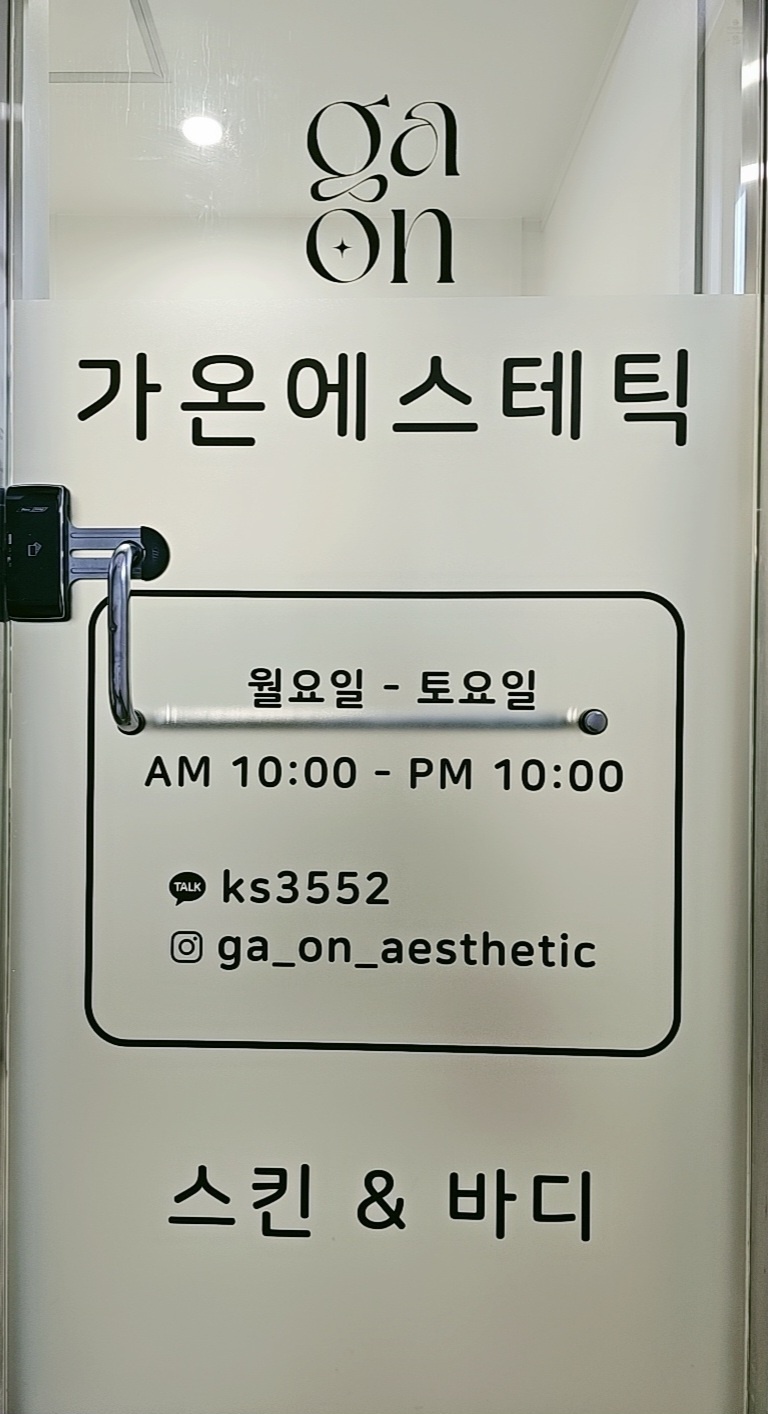 ga
on
가온에스테틱
월요일 - 토요일
AM 10:00 - PM 10:00
TALK ks3552
ga_on_aesthetic
스킨 & 바디